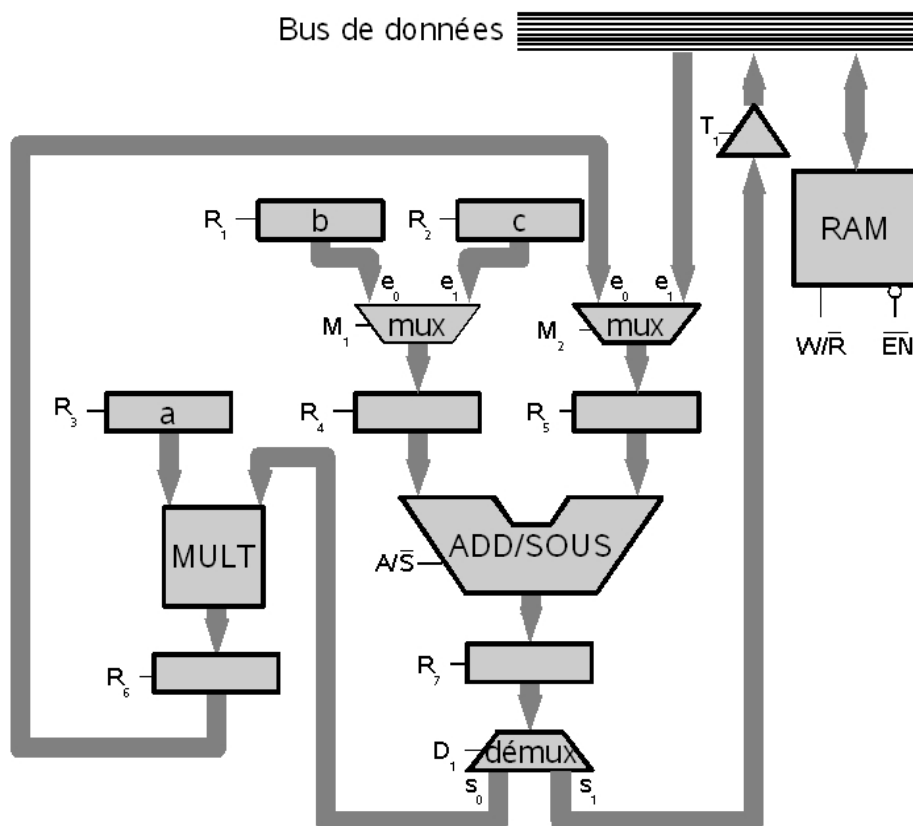 Bus de données
T₁
R₁ b
R₂ c
RAM
e₀ e₁
e₀ e₁
M₁ mux
M₂ mux
W/R̅ E̅N̅
R₃ a
R₄
R₅
MULT
ADD/SOUS
A/S̅
R₆
R₇
D₁ démux
s₀ s₁